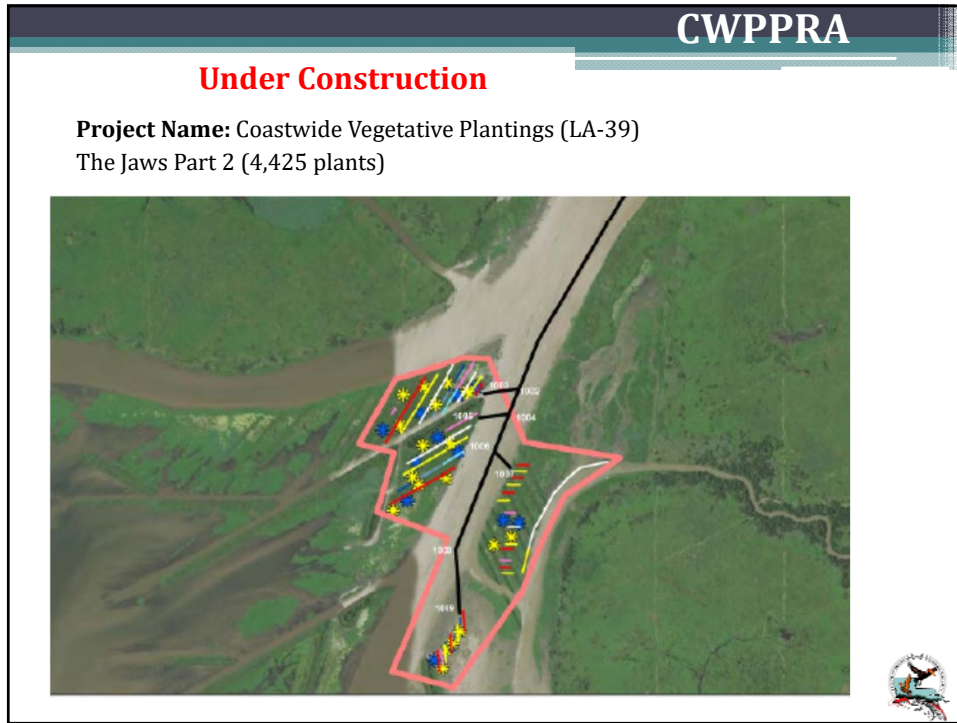 CWPPRA
Under Construction
Project Name: Coastwide Vegetative Plantings (LA-39)
The Jaws Part 2 (4,425 plants)
1002
1004
1006